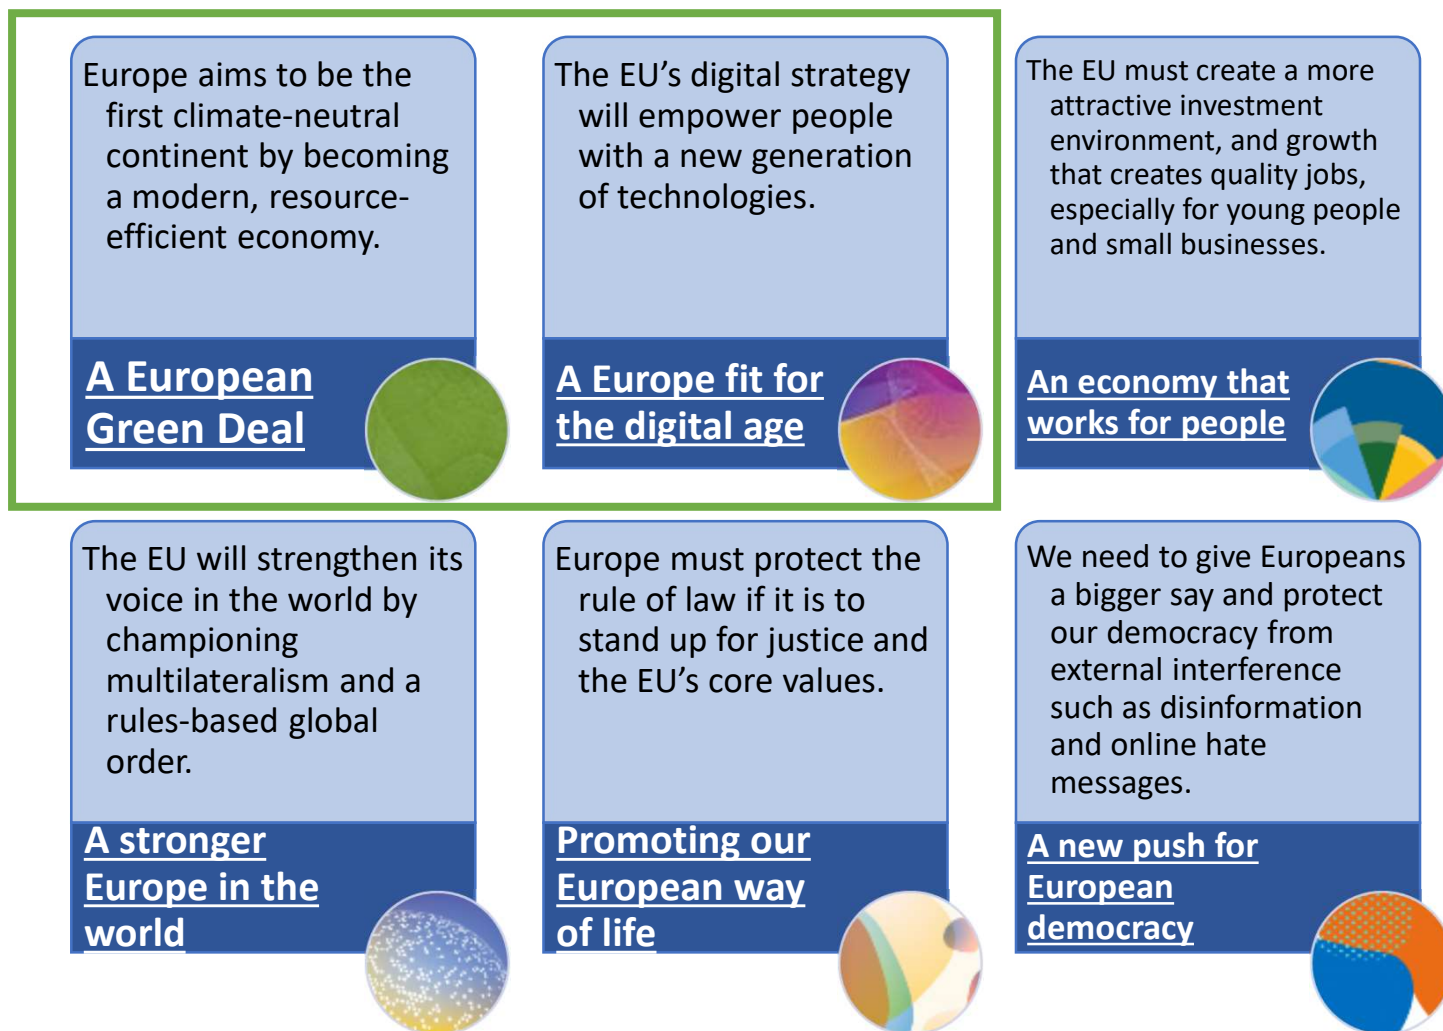 Europe aims to be the
first climate-neutral
continent by becoming
a modern, resource-
efficient economy.
A European
Green Deal
The EU’s digital strategy
will empower people
with a new generation
of technologies.
A Europe fit for
the digital age
The EU must create a more
attractive investment
environment, and growth
that creates quality jobs,
especially for young people
and small businesses.
An economy that
works for people
The EU will strengthen its
voice in the world by
championing
multilateralism and a
rules-based global
order.
A stronger
Europe in the
world
Europe must protect the
rule of law if it is to
stand up for justice and
the EU’s core values.
Promoting our
European way
of life
We need to give Europeans
a bigger say and protect
our democracy from
external interference
such as disinformation
and online hate
messages.
A new push for
European
democracy